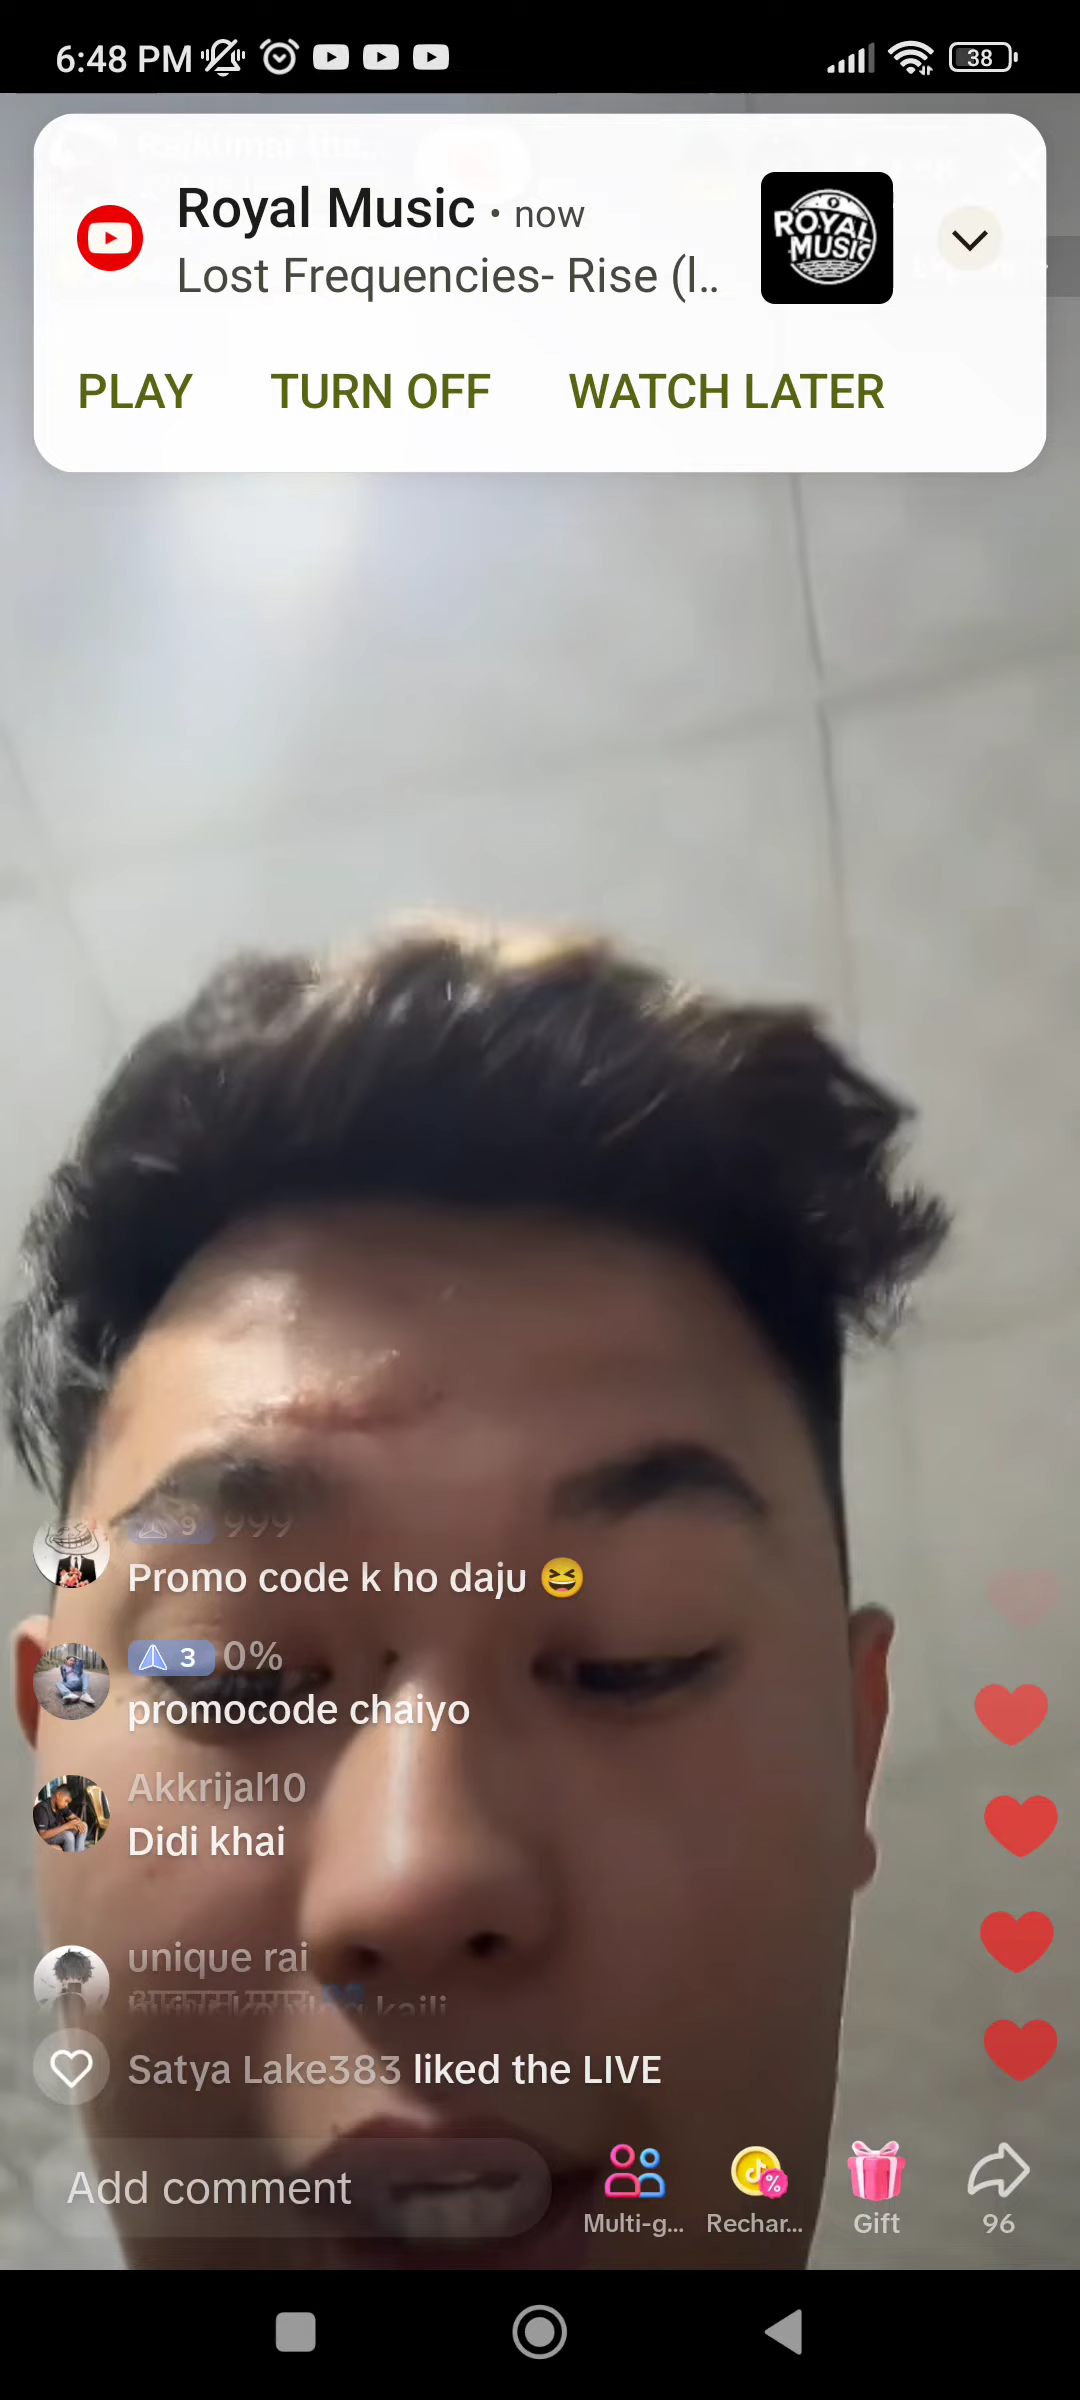 6:48 PM
38
Royal Music • now
Lost Frequencies- Rise (l..
ROYAL
MUSIC
PLAY TURN OFF WATCH LATER
9 999
Promo code k ho daju 😆
3 0%
promocode chaiyo
Akkrijal10
Didi khai
unique rai
kaili
Satya Lake383 liked the LIVE
Add comment
Multi-g... Rechar... Gift 96